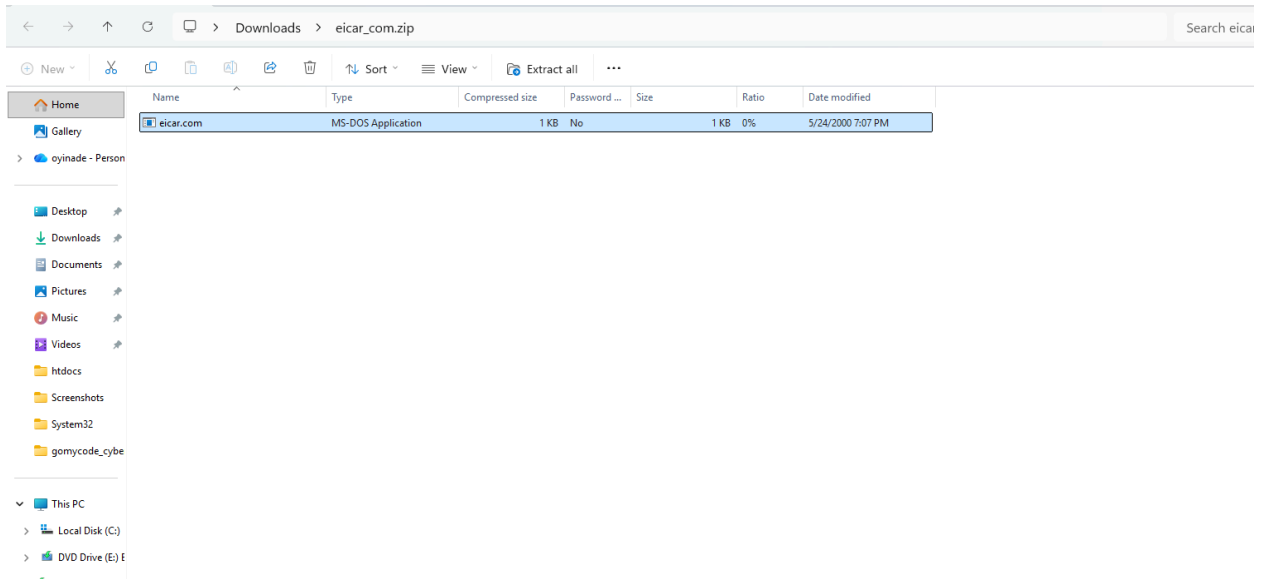 Downloads > eicar_com.zip
Search eicar
New Sort View Extract all ...
Name Type Compressed size Password ... Size Ratio Date modified
eicar.com MS-DOS Application 1 KB No 1 KB 0% 5/24/2000 7:07 PM
Home
Gallery
oyinade - Person
Desktop
Downloads
Documents
Pictures
Music
Videos
htdocs
Screenshots
System32
gomycode_cybe
This PC
Local Disk (C:)
DVD Drive (E:) E